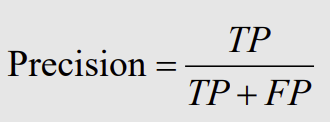 Precision = TP / TP + FP